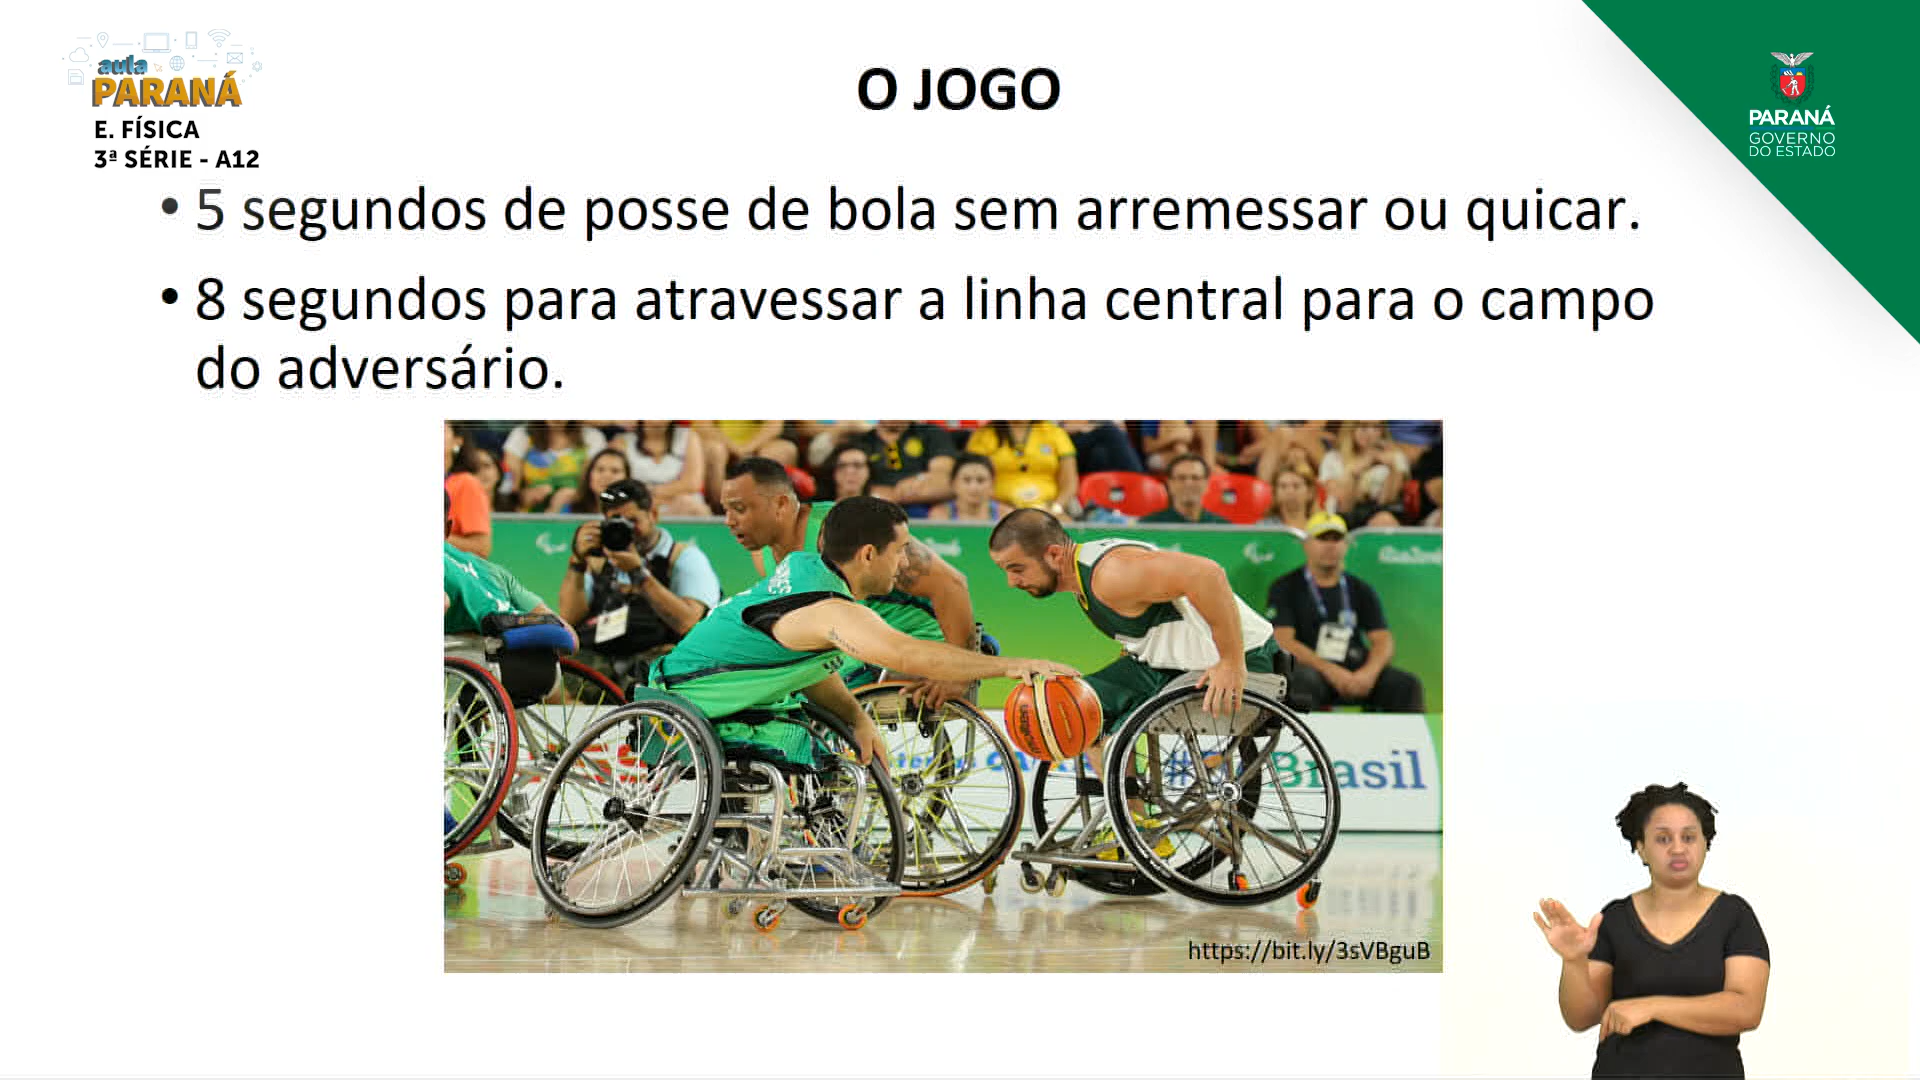 aula
PARANÁ
E. FÍSICA
3ª SÉRIE - A12
O JOGO
PARANÁ
GOVERNO
DO ESTADO
• 5 segundos de posse de bola sem arremessar ou quicar.
• 8 segundos para atravessar a linha central para o campo
do adversário.
Brasil
https://bit.ly/3sVBguB